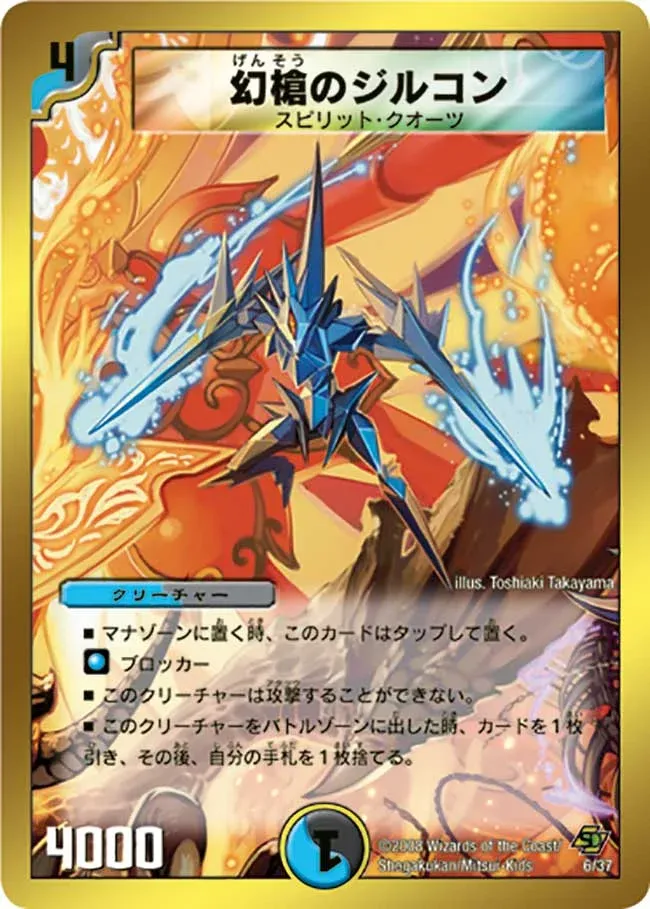 4
げんそう
幻槍のジルコン
スピリット・クオーツ
illus. Toshiaki Takayama
クリーチャー
■ マナゾーンに置く時、このカードはタップして置く。
ブロッカー
■ このクリーチャーは攻撃することができない。
■ このクリーチャーをバトルゾーンに出した時、カードを1枚
引き、その後、自分の手札を1枚捨てる。
4000
1
©2008 Wizards of the Coast/
Shogakukan/Mitsui-Kids
6/37